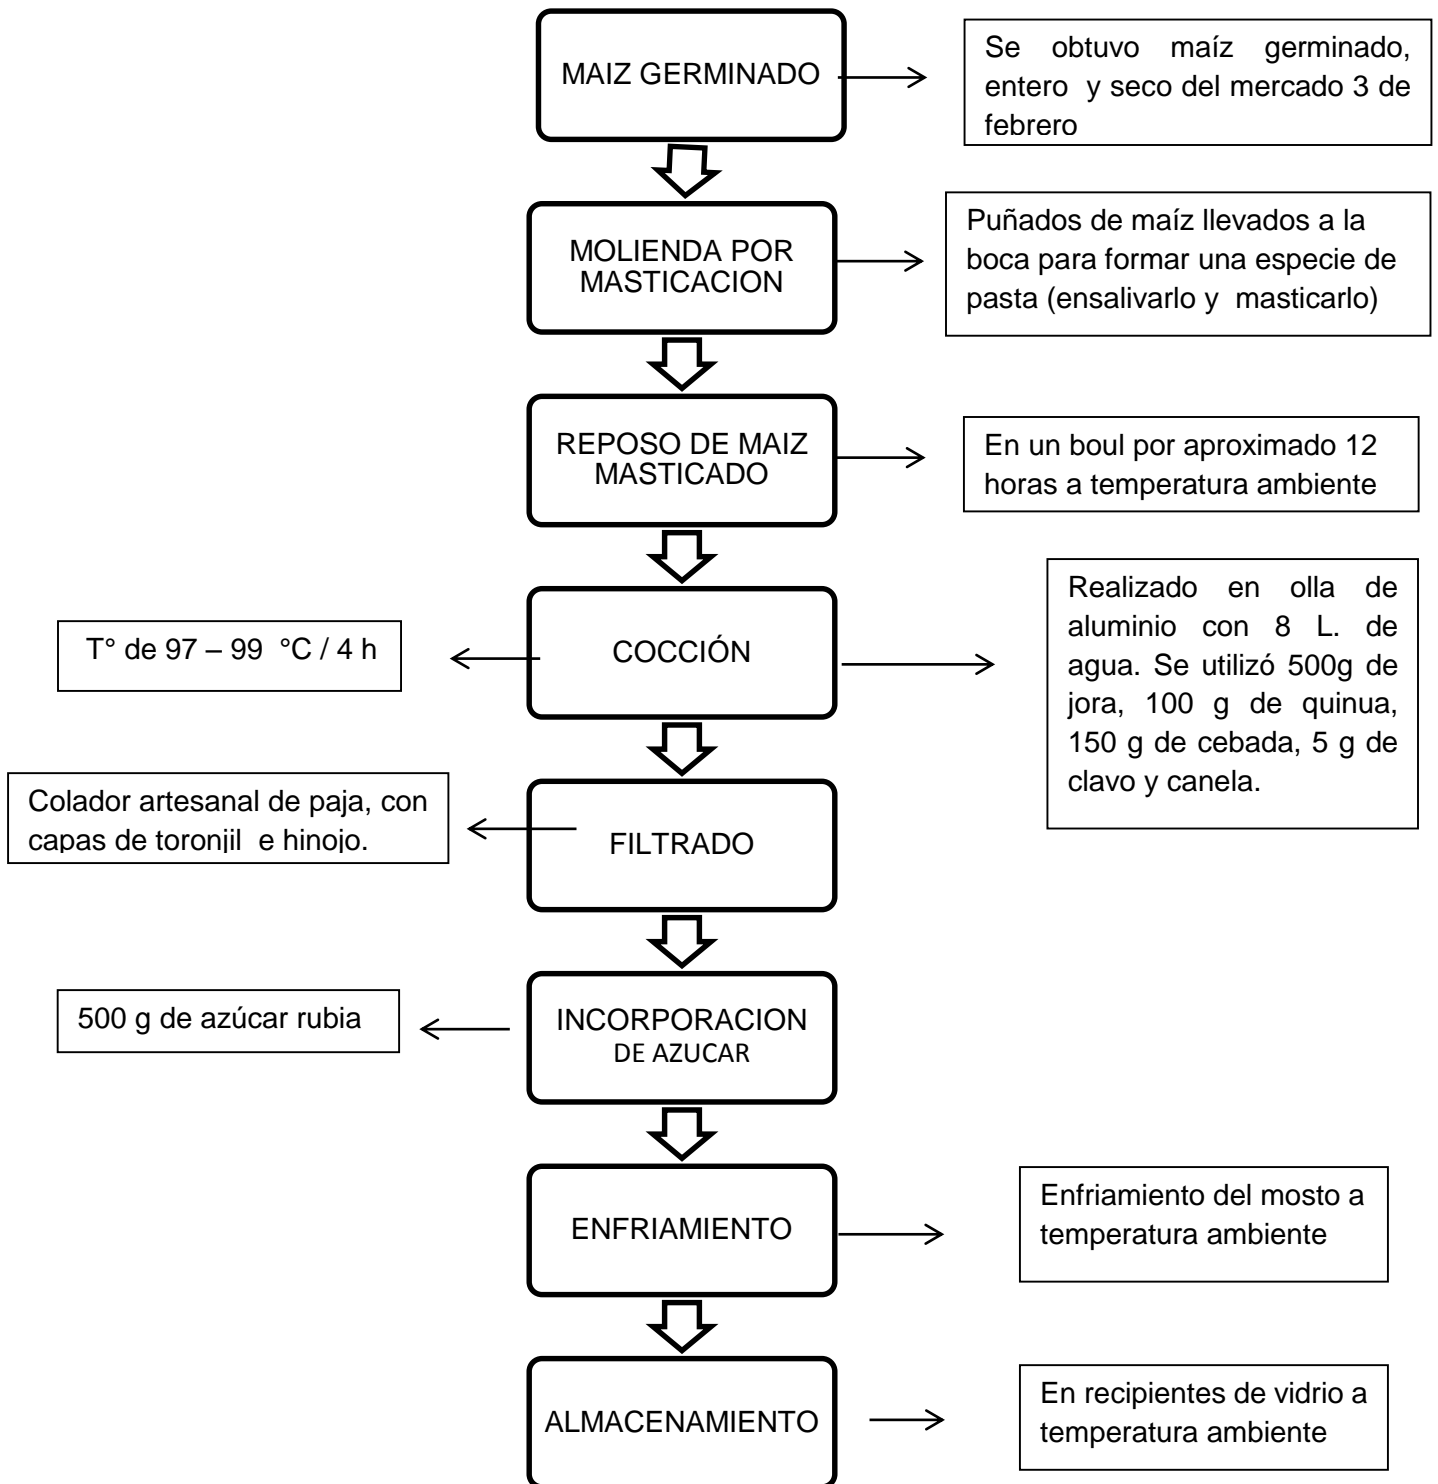 MAIZ GERMINADO
Se obtuvo maíz germinado,
entero y seco del mercado 3 de
febrero
MOLIENDA POR
MASTICACION
Puñados de maíz llevados a la
boca para formar una especie de
pasta (ensalivarlo y masticarlo)
REPOSO DE MAIZ
MASTICADO
En un boul por aproximado 12
horas a temperatura ambiente
T° de 97 – 99 °C / 4 h
COCCIÓN
Realizado en olla de
aluminio con 8 L. de
agua. Se utilizó 500g de
jora, 100 g de quinua,
150 g de cebada, 5 g de
clavo y canela.
Colador artesanal de paja, con
capas de toronjil e hinojo.
FILTRADO
500 g de azúcar rubia
INCORPORACION
DE AZUCAR
ENFRIAMIENTO
Enfriamiento del mosto a
temperatura ambiente
ALMACENAMIENTO
En recipientes de vidrio a
temperatura ambiente